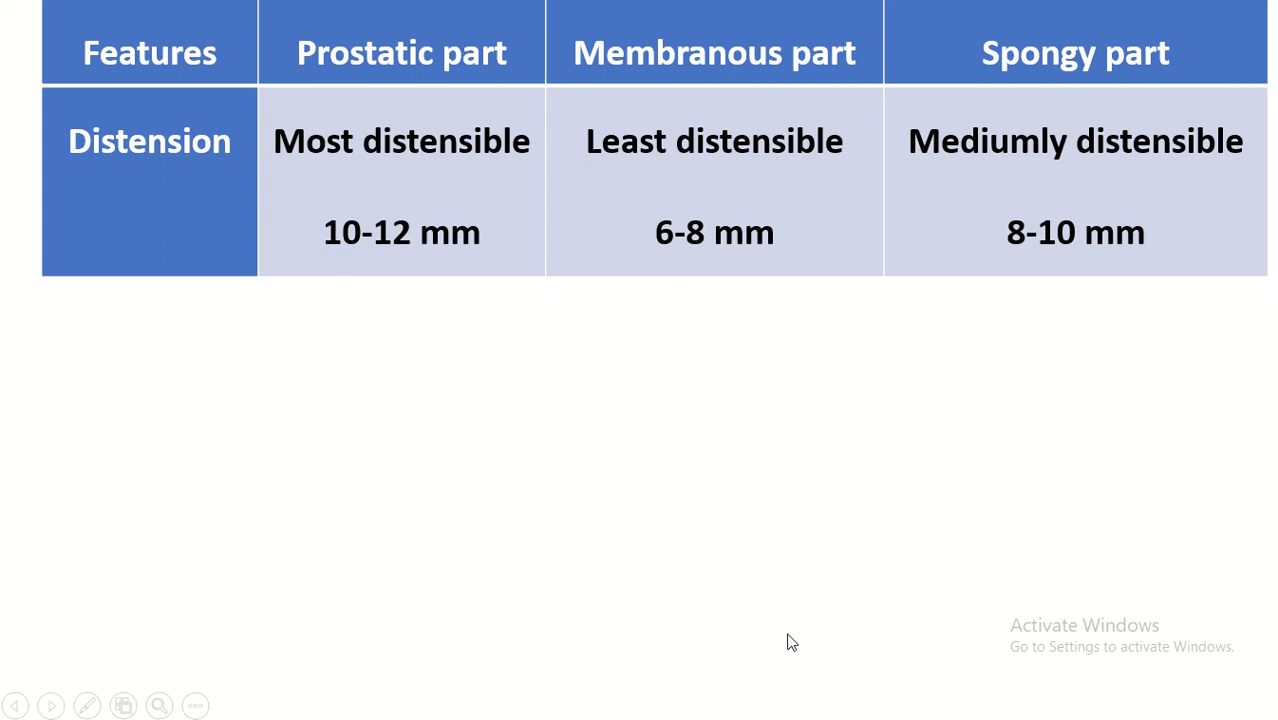 Features Prostatic part Membranous part Spongy part
Distension Most distensible Least distensible Mediumly distensible
10-12 mm 6-8 mm 8-10 mm
Activate Windows
Go to Settings to activate Windows.